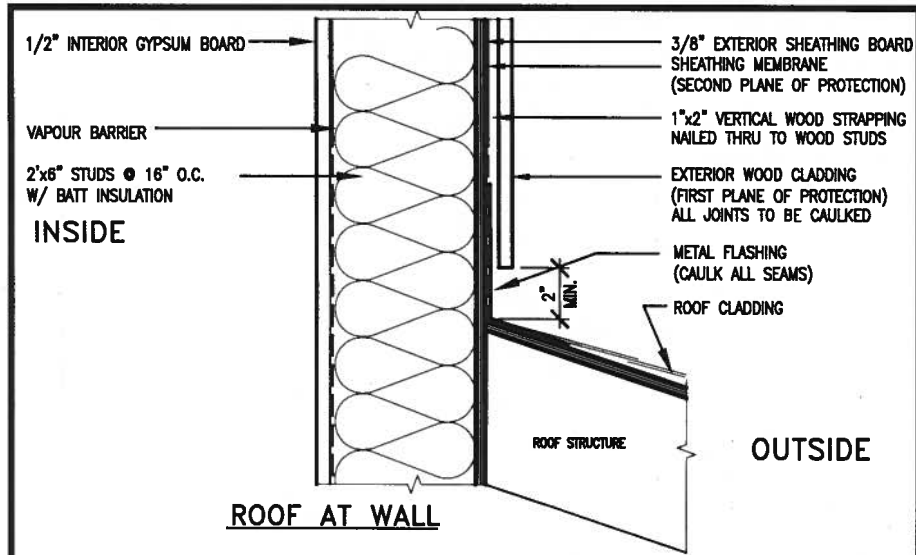 1/2" INTERIOR GYPSUM BOARD
VAPOUR BARRIER
2'x6" STUDS @ 16" O.C.
W/ BATT INSULATION
INSIDE
3/8" EXTERIOR SHEATHING BOARD
SHEATHING MEMBRANE
(SECOND PLANE OF PROTECTION)
1"x2" VERTICAL WOOD STRAPPING
NAILED THRU TO WOOD STUDS
EXTERIOR WOOD CLADDING
(FIRST PLANE OF PROTECTION)
ALL JOINTS TO BE CAULKED
METAL FLASHING
(CAULK ALL SEAMS)
2"
MIN.
ROOF CLADDING
ROOF STRUCTURE
OUTSIDE
ROOF AT WALL